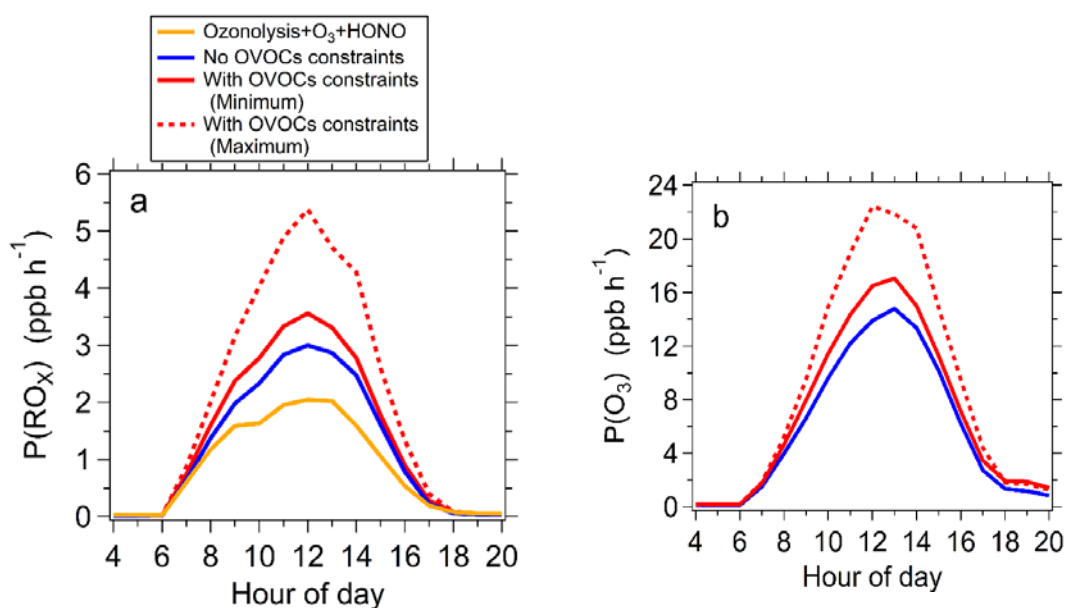 Ozonolysis+O3+HONO
No OVOCs constraints
With OVOCs constraints
(Minimum)
With OVOCs constraints
(Maximum)
a
P(ROX) (ppb h-1)
6
5
4
3
2
1
0
4 6 8 10 12 14 16 18 20
Hour of day
b
P(O3) (ppb h-1)
24
20
16
12
8
4
0
4 6 8 10 12 14 16 18 20
Hour of day